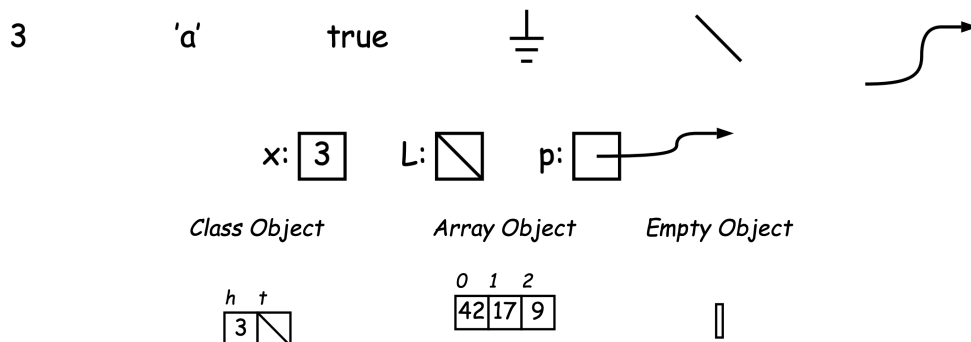 3 'a' true
x: 3 L: p:
Class Object Array Object Empty Object
0 1 2
h t
42 17 9
3